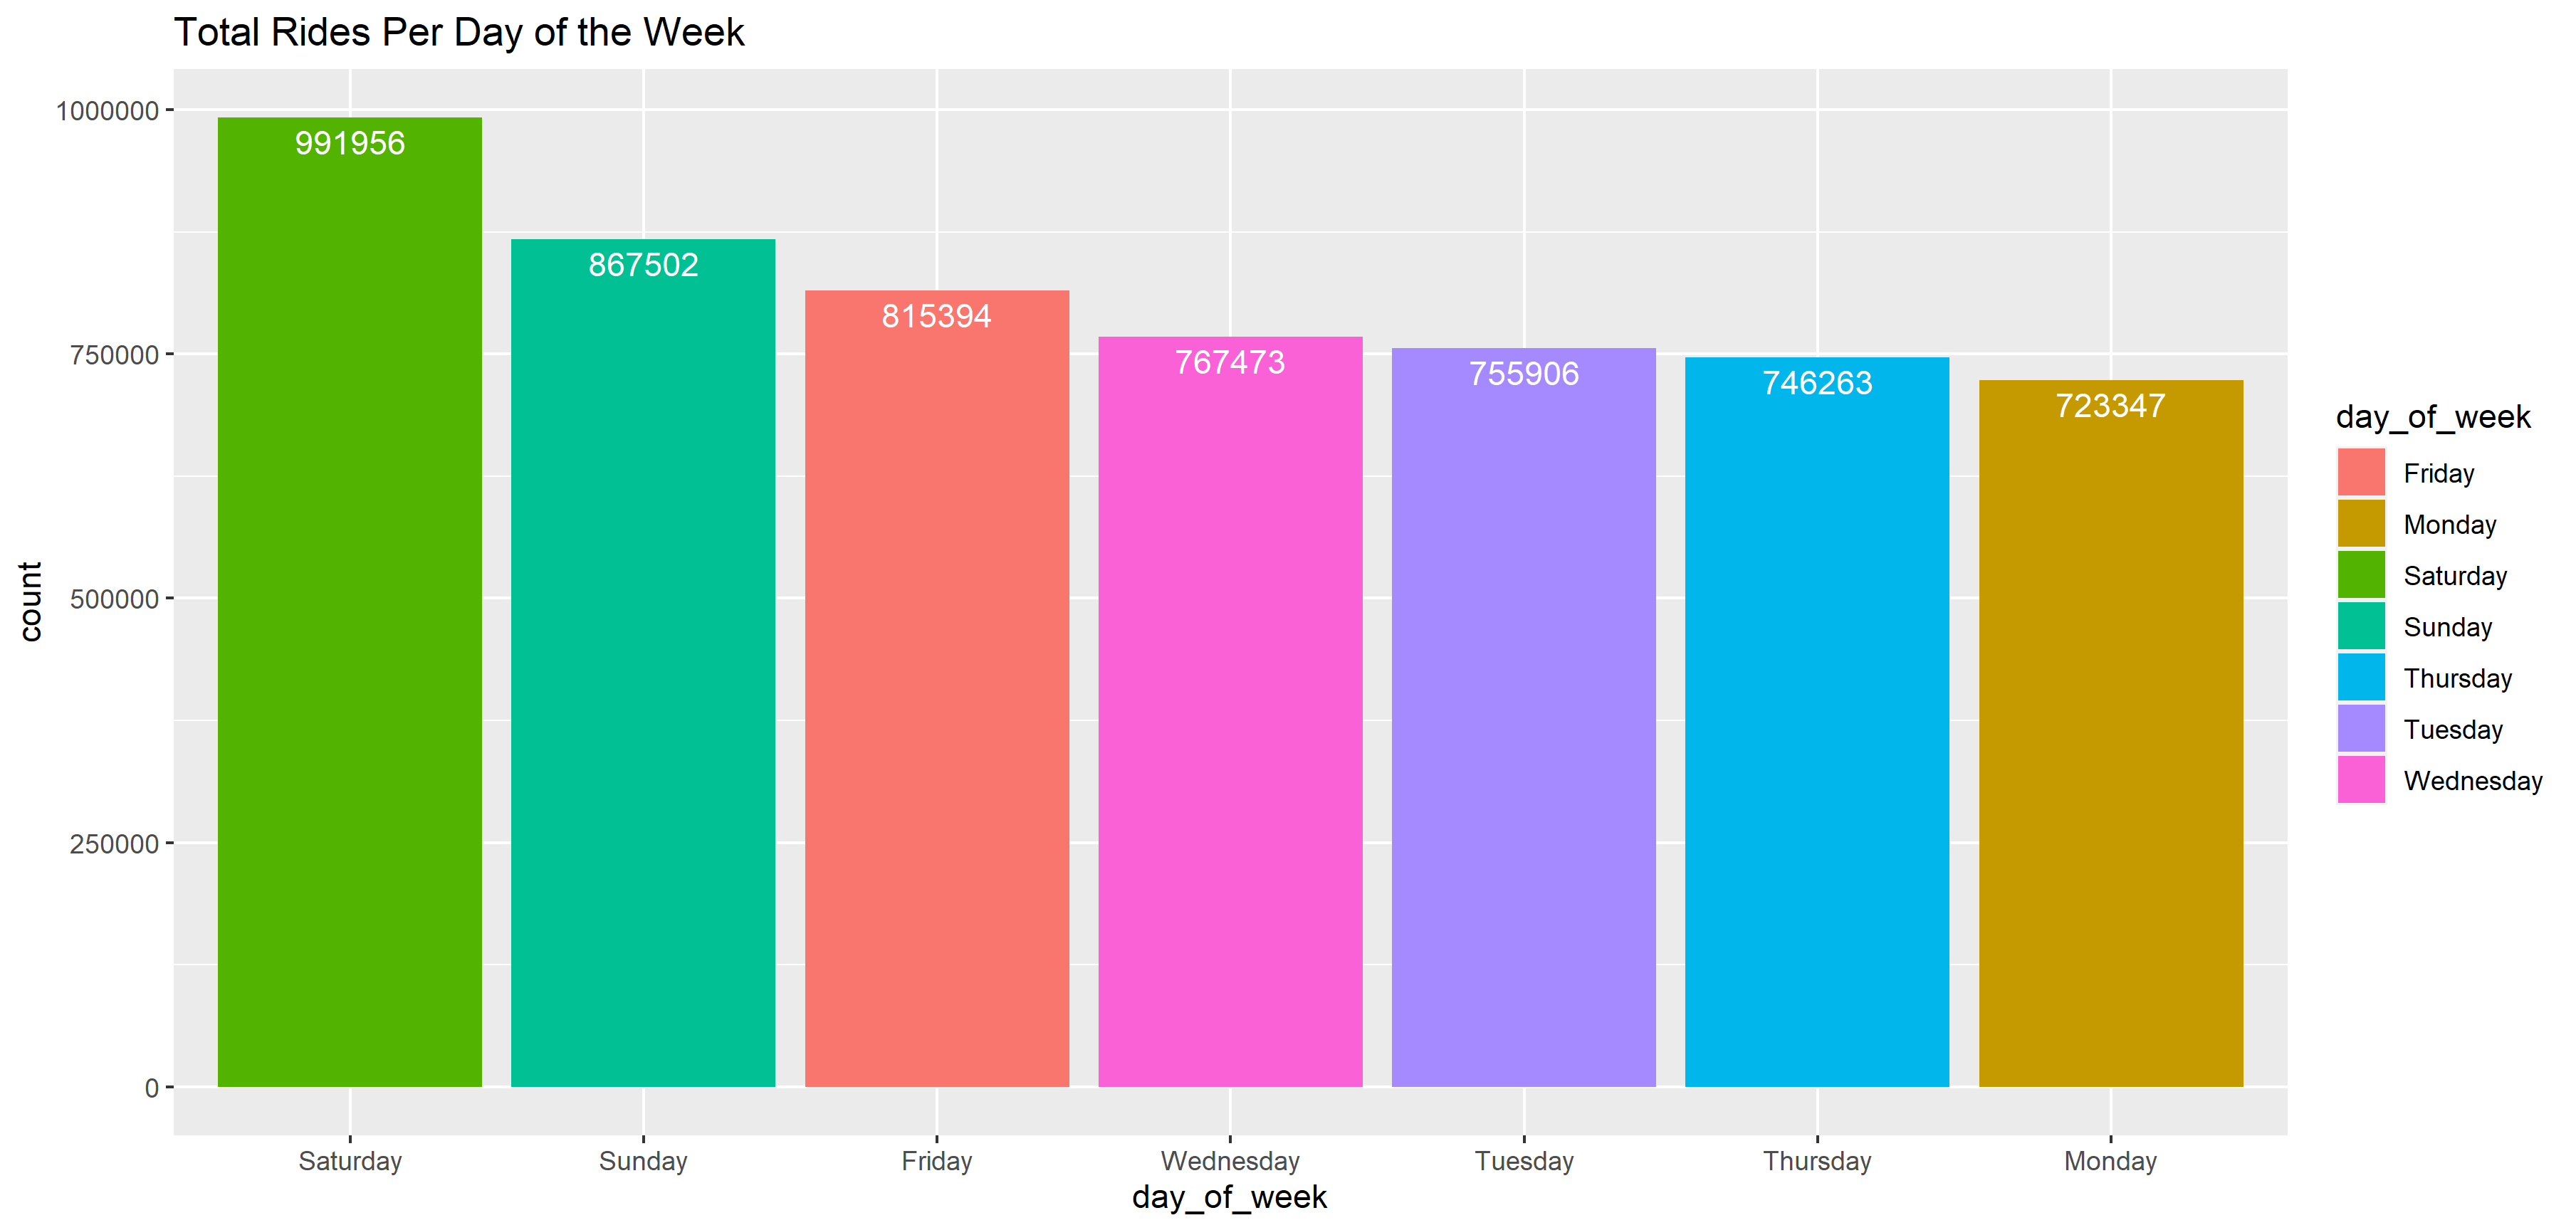 Total Rides Per Day of the Week
count
1000000
750000
500000
250000
0
991956
867502
815394
767473
755906
746263
723347
Saturday
Sunday
Friday
Wednesday
Tuesday
Thursday
Monday
day_of_week
day_of_week
Friday
Monday
Saturday
Sunday
Thursday
Tuesday
Wednesday